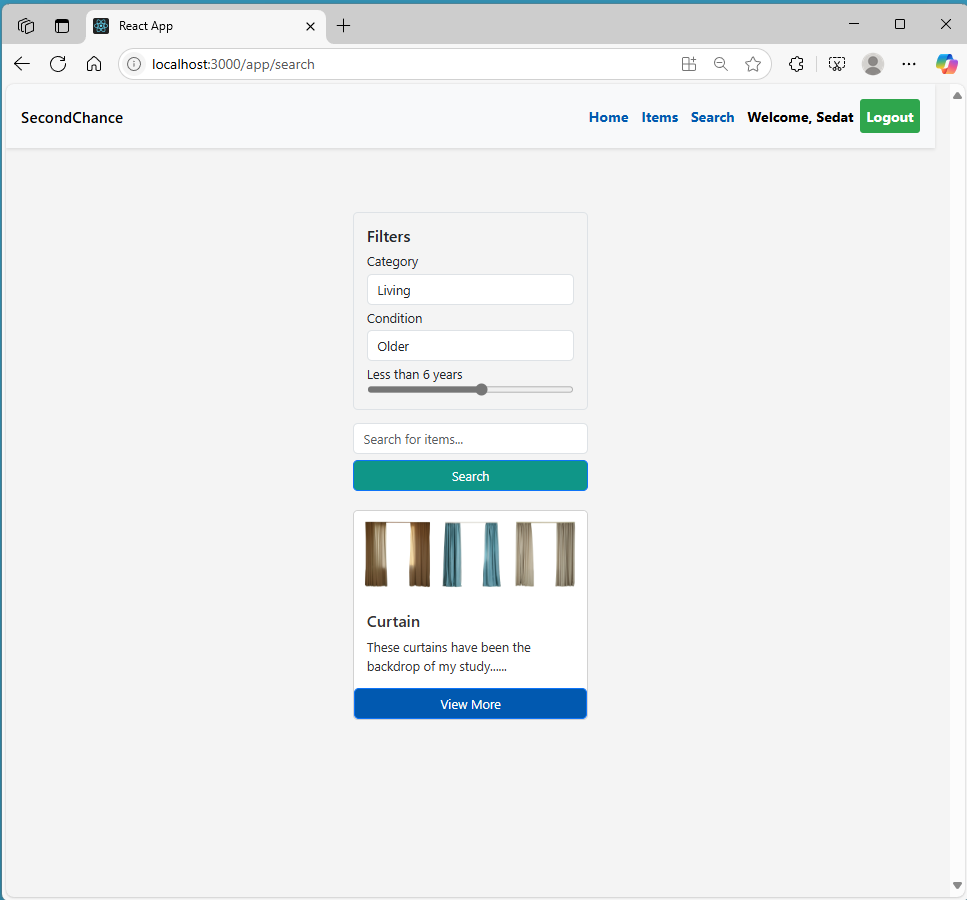 React App
localhost:3000/app/search
SecondChance
Home Items Search Welcome, Sedat Logout
Filters
Category
Living
Condition
Older
Less than 6 years
Search for items...
Search
Curtain
These curtains have been the
backdrop of my study......
View More